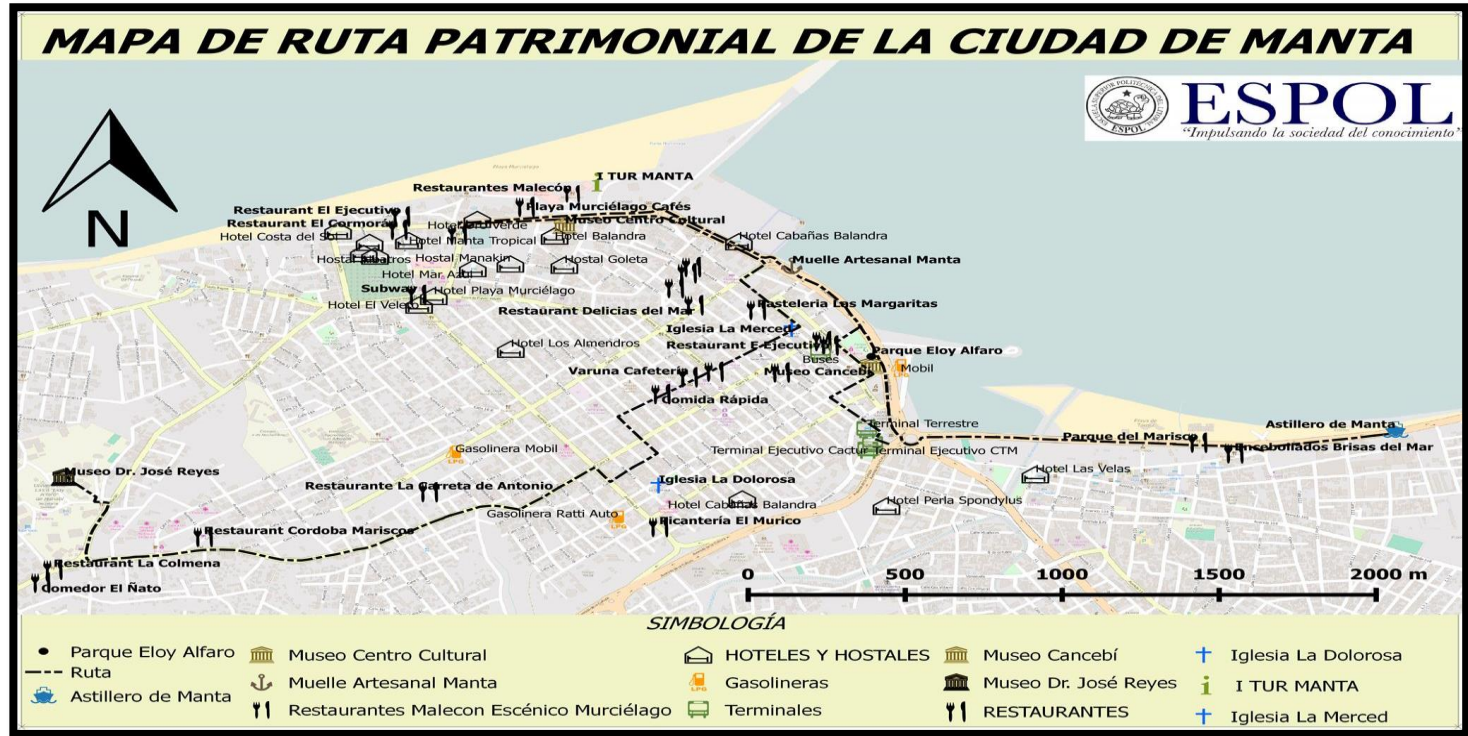 MAPA DE RUTA PATRIMONIAL DE LA CIUDAD DE MANTA
ESPOL
"Impulsando la sociedad del conocimiento"
ESPOL
N
I TUR MANTA
Restaurantes Malecón
Playa Murciélago Cafés
Restaurant El Ejecutivo
Restaurant El Cormorán
Museo Centro Cultural
Hotel Costa del Sol
Hotel Manta Tropical
Hotel Balandra
Hotel Cabañas Balandra
Hostal Albatros
Hostal Manakin
Hostal Goleta
Muelle Artesanal Manta
Hotel Mar Azul
Subway
Hotel Playa Murciélago
Hotel El Velero
Restaurant Delicias del Mar
Pasteleria Las Margaritas
Iglesia La Merced
Hotel Los Almendros
Restaurant E Ejecutivo
Parque Eloy Alfaro
Buses
Varuna Cafetería
Museo Cancebí
Mobil
Comida Rápida
Terminal Terrestre
Astillero de Manta
Parque del Marisco
Gasolinera Mobil
Terminal Ejecutivo Cactur
Terminal Ejecutivo CTM
Encebollados Brisas del Mar
Museo Dr. José Reyes
Hotel Las Velas
Restaurante La Carreta de Antonio
Iglesia La Dolorosa
Hotel Cabañas Balandra
Hotel Perla Spondylus
Gasolinera Ratti Auto
Picantería El Murico
Restaurant Cordoba Mariscos
Restaurant La Colmena
Comedor El Ñato
0 500 1000 1500 2000 m
SIMBOLOGÍA
Parque Eloy Alfaro
Ruta
Astillero de Manta
Museo Centro Cultural
Muelle Artesanal Manta
Restaurantes Malecon Escénico Murciélago
HOTELES Y HOSTALES
LPG Gasolineras
Terminales
Museo Cancebí
Museo Dr. José Reyes
RESTAURANTES
Iglesia La Dolorosa
I TUR MANTA
Iglesia La Merced